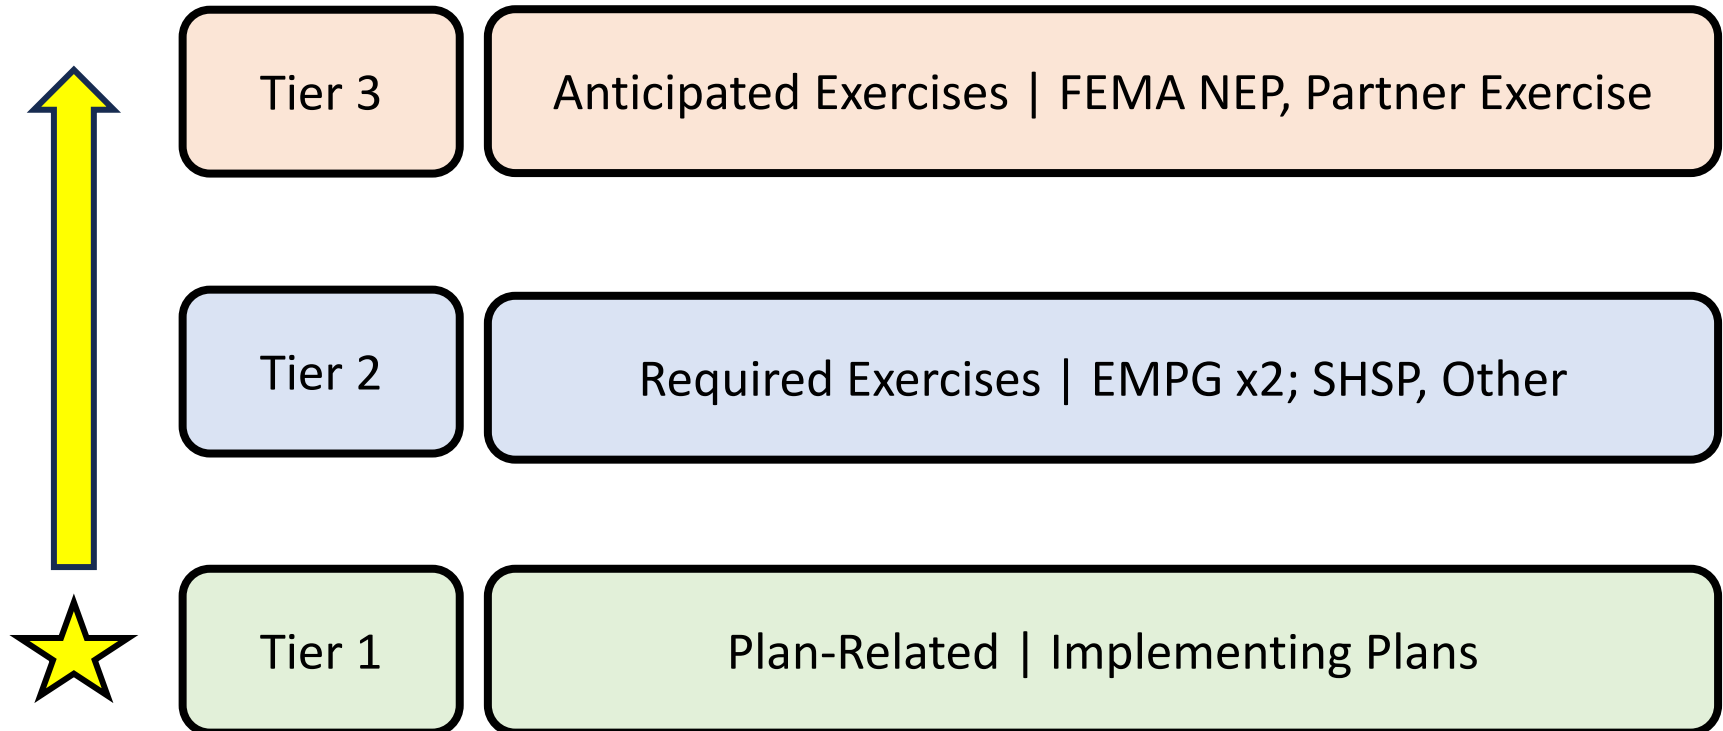 Tier 3
Anticipated Exercises | FEMA NEP, Partner Exercise
Tier 2
Required Exercises | EMPG x2; SHSP, Other
Tier 1
Plan-Related | Implementing Plans